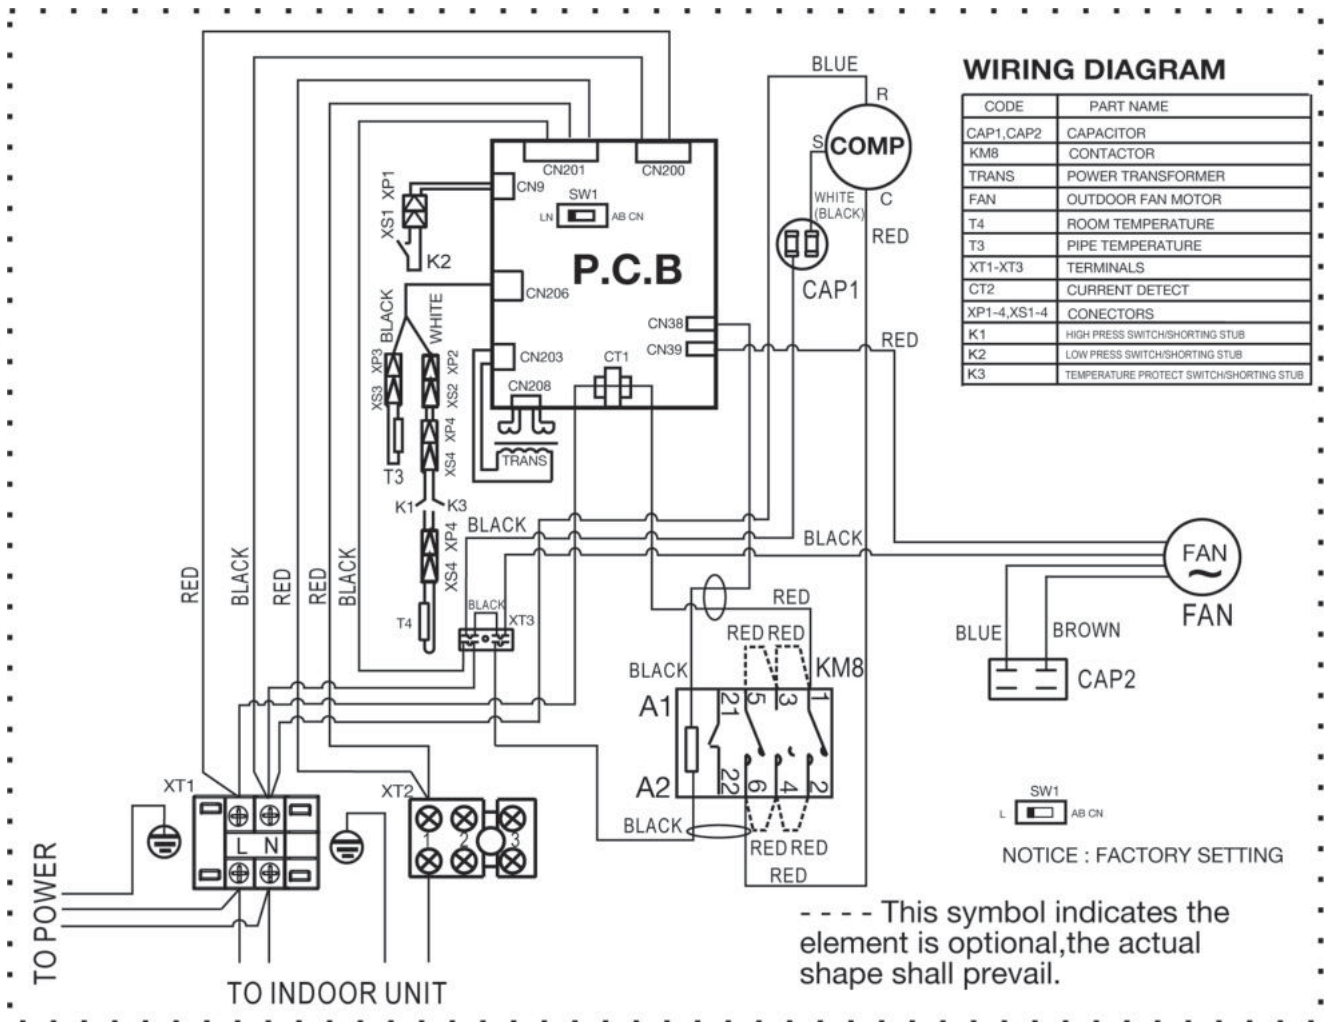 WIRING DIAGRAM
CODE PART NAME
CAP1,CAP2 CAPACITOR
KM8 CONTACTOR
TRANS POWER TRANSFORMER
FAN OUTDOOR FAN MOTOR
T4 ROOM TEMPERATURE
T3 PIPE TEMPERATURE
XT1-XT3 TERMINALS
CT2 CURRENT DETECT
XP1-4,XS1-4 CONECTORS
K1 HIGH PRESS SWITCH/SHORTING STUB
K2 LOW PRESS SWITCH/SHORTING STUB
K3 TEMPERATURE PROTECT SWITCH/SHORTING STUB
BLUE
R
S
COMP
C
WHITE
(BLACK)
RED
CAP1
CN201
CN200
CN9
SW1
LN
AB CN
P.C.B
CN206
CN38
CN39
CN203
CT1
CN208
TRANS
XP1
XS1
K2
BLACK
WHITE
XP3
XS3
XP2
XS2
XP4
XS4
T3
K1
K3
XP4
XS4
T4
RED
BLACK
BLACK
FAN
FAN
BLUE
BROWN
CAP2
RED
BLACK
RED
RED
BLACK
BLACK
XT3
RED
RED RED
BLACK
KM8
A1
21
5
3
1
A2
22
6
4
2
BLACK
RED RED
RED
XT1
L N
XT2
1
2
3
TO POWER
TO INDOOR UNIT
SW1
L
AB CN
NOTICE : FACTORY SETTING
- - - - This symbol indicates the
element is optional,the actual
shape shall prevail.